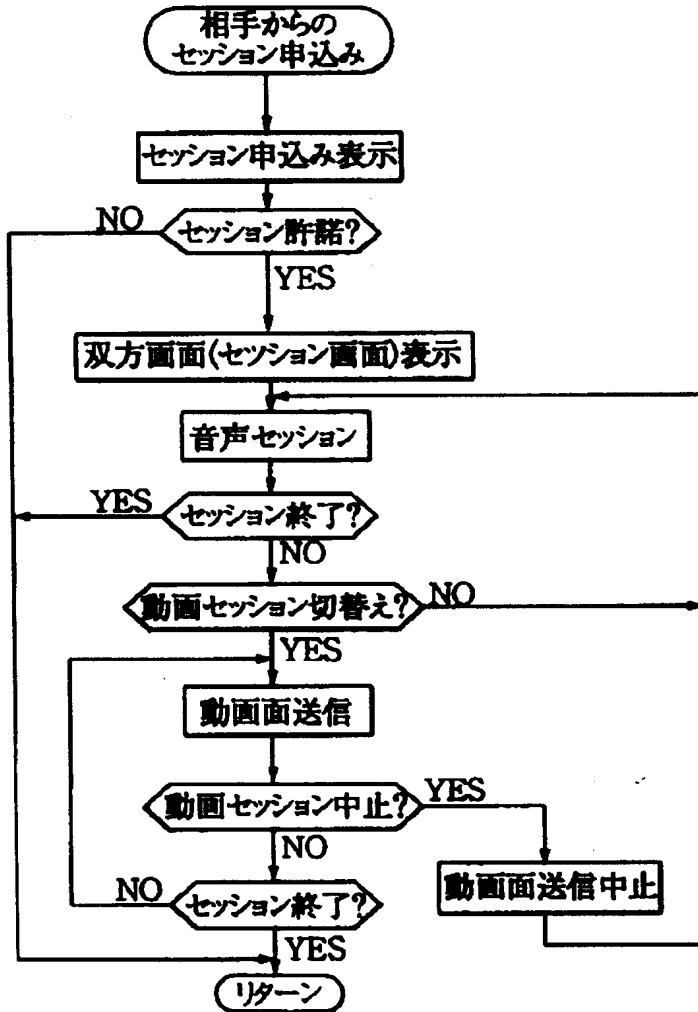 相手からの
セッション申込み
セッション申込み表示
NO
セッション許諾?
YES
双方画面(セツション画面)表示
音声セッション
YES
セッション終了?
NO
動画セッション切替え?
NO
YES
動画面送信
動画セッション中止?
YES
NO
動画面送信中止
NO
セッション終了?
YES
リターン